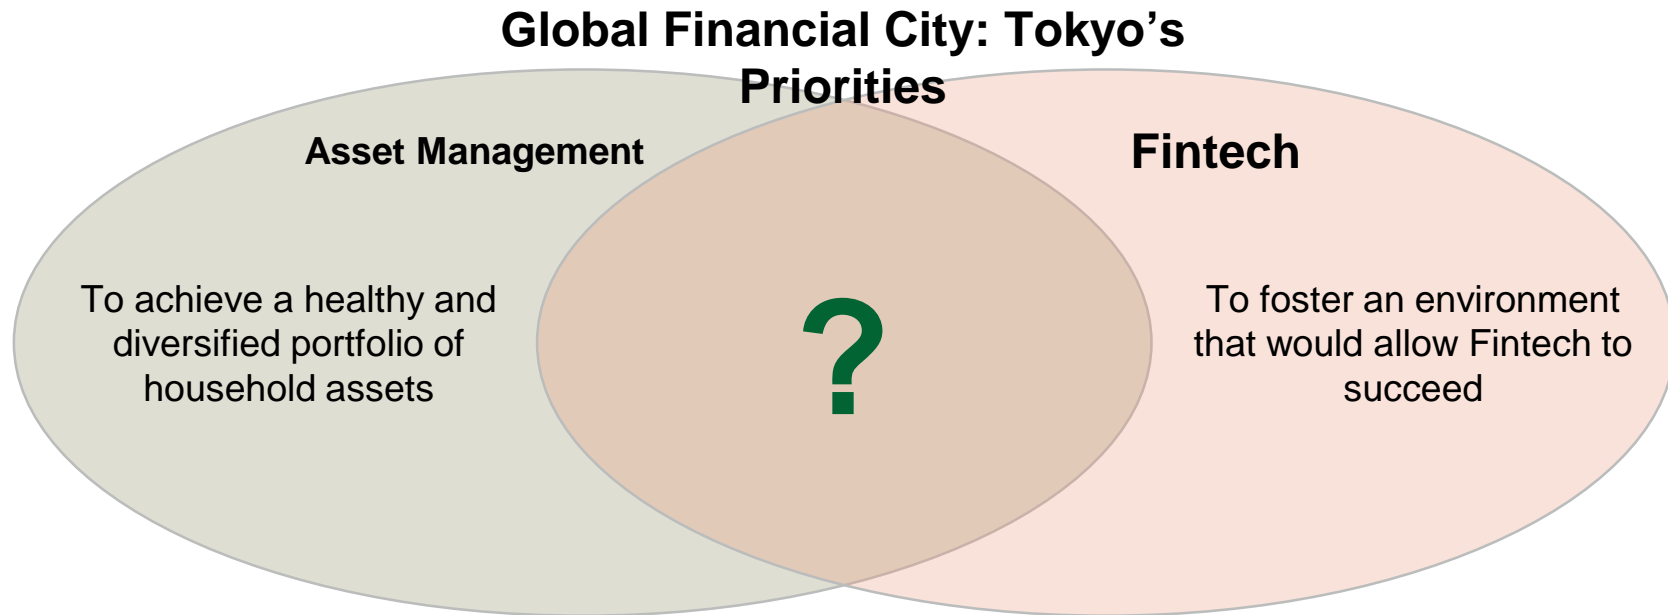 Global Financial City: Tokyo’s
Priorities
Asset Management
Fintech
To achieve a healthy and
diversified portfolio of
household assets
?
To foster an environment
that would allow Fintech to
succeed